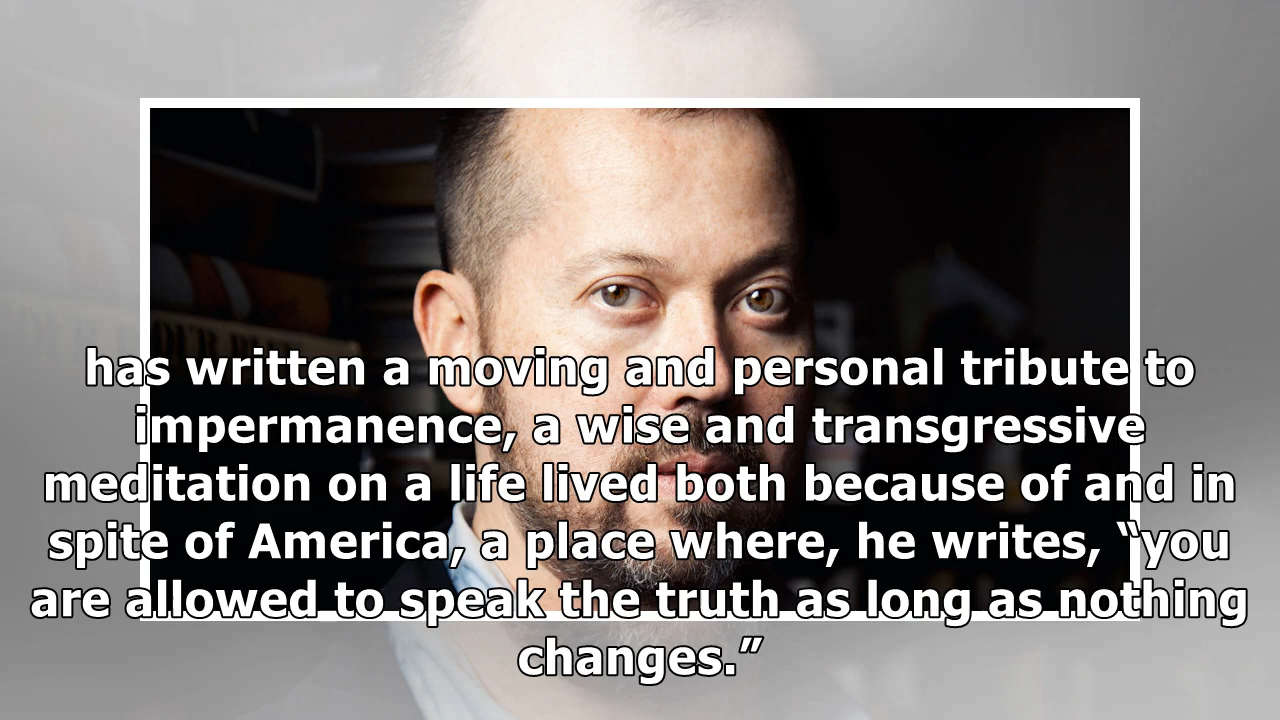 has written a moving and personal tribute to
impermanence, a wise and transgressive
meditation on a life lived both because of and in
spite of America, a place where, he writes, “you
are allowed to speak the truth as long as nothing
changes.”